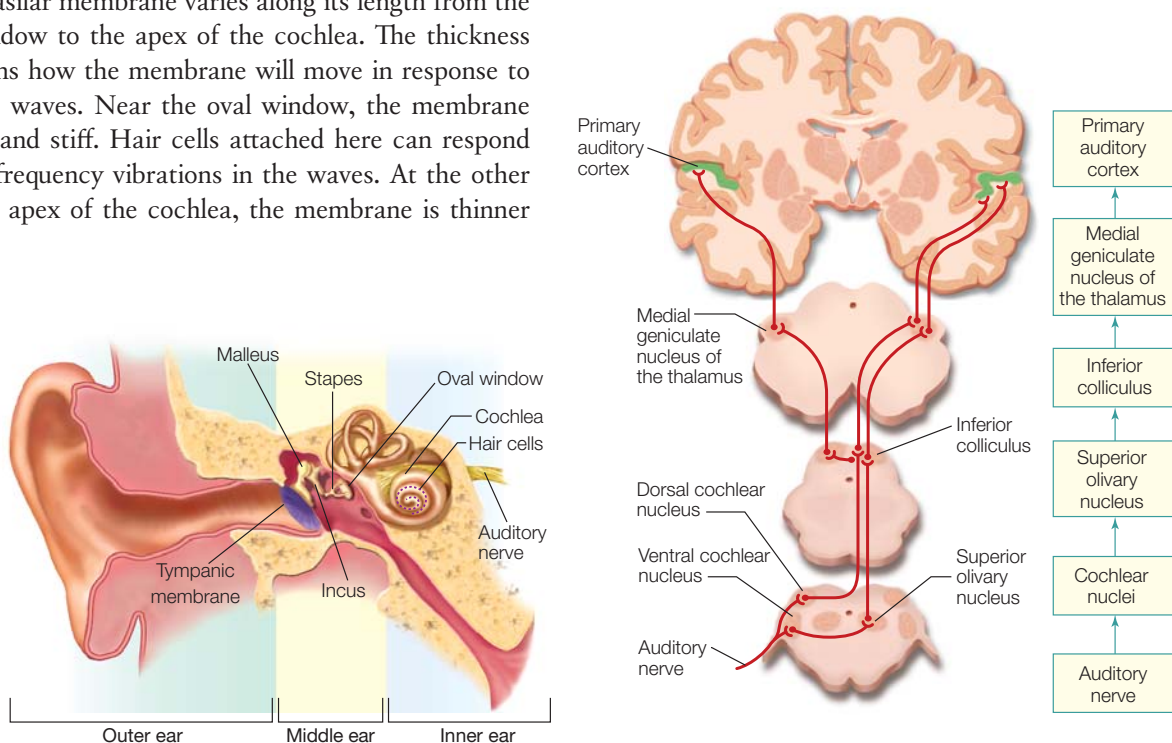 asilar membrane varies along its length from the
dow to the apex of the cochlea. The thickness
ns how the membrane will move in response to
waves. Near the oval window, the membrane
and stiff. Hair cells attached here can respond
frequency vibrations in the waves. At the other
apex of the cochlea, the membrane is thinner
Malleus
Stapes
Oval window
Cochlea
Hair cells
Auditory
nerve
Tympanic
membrane
Incus
Outer ear
Middle ear
Inner ear
Primary
auditory
cortex
Medial
geniculate
nucleus of
the thalamus
Inferior
colliculus
Dorsal cochlear
nucleus
Ventral cochlear
nucleus
Superior
olivary
nucleus
Auditory
nerve
Primary
auditory
cortex
Medial
geniculate
nucleus of
the thalamus
Inferior
colliculus
Superior
olivary
nucleus
Cochlear
nuclei
Auditory
nerve